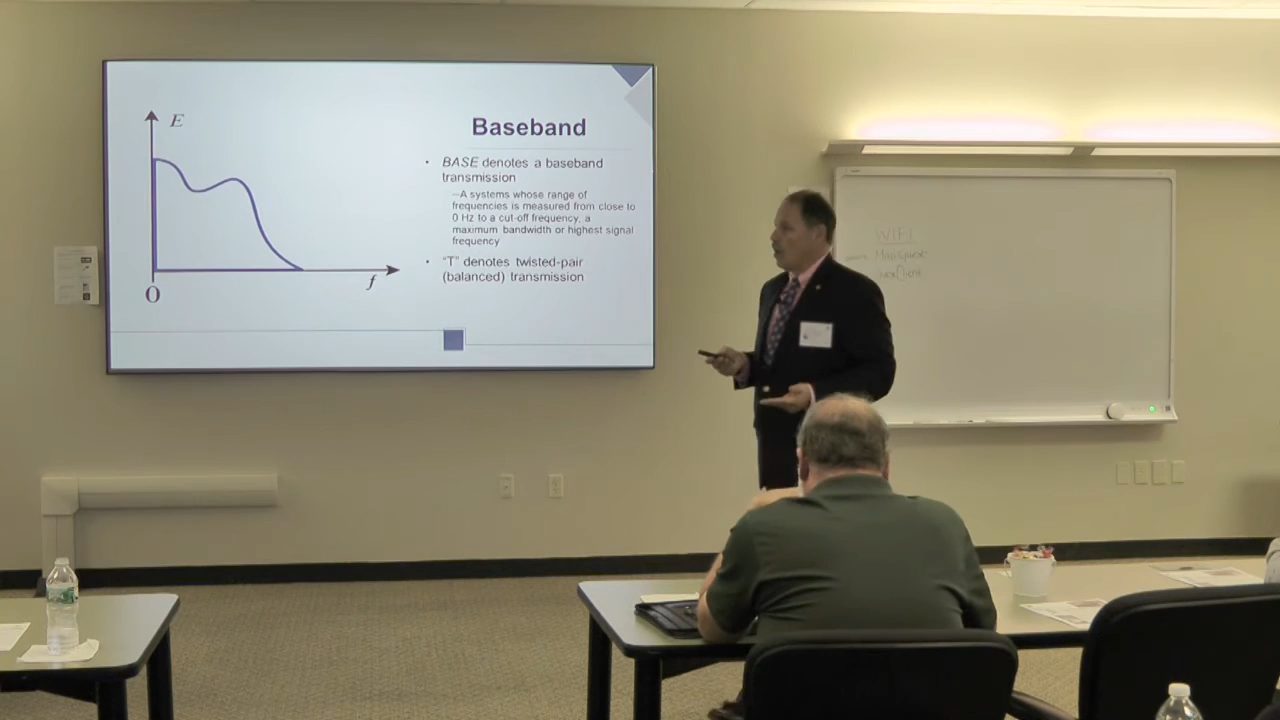 E
Baseband
• BASE denotes a baseband
transmission
–A systems whose range of
frequencies is measured from close to
0 Hz to a cut-off frequency, a
maximum bandwidth or highest signal
frequency
• "T" denotes twisted-pair
(balanced) transmission
f
O
WIFI